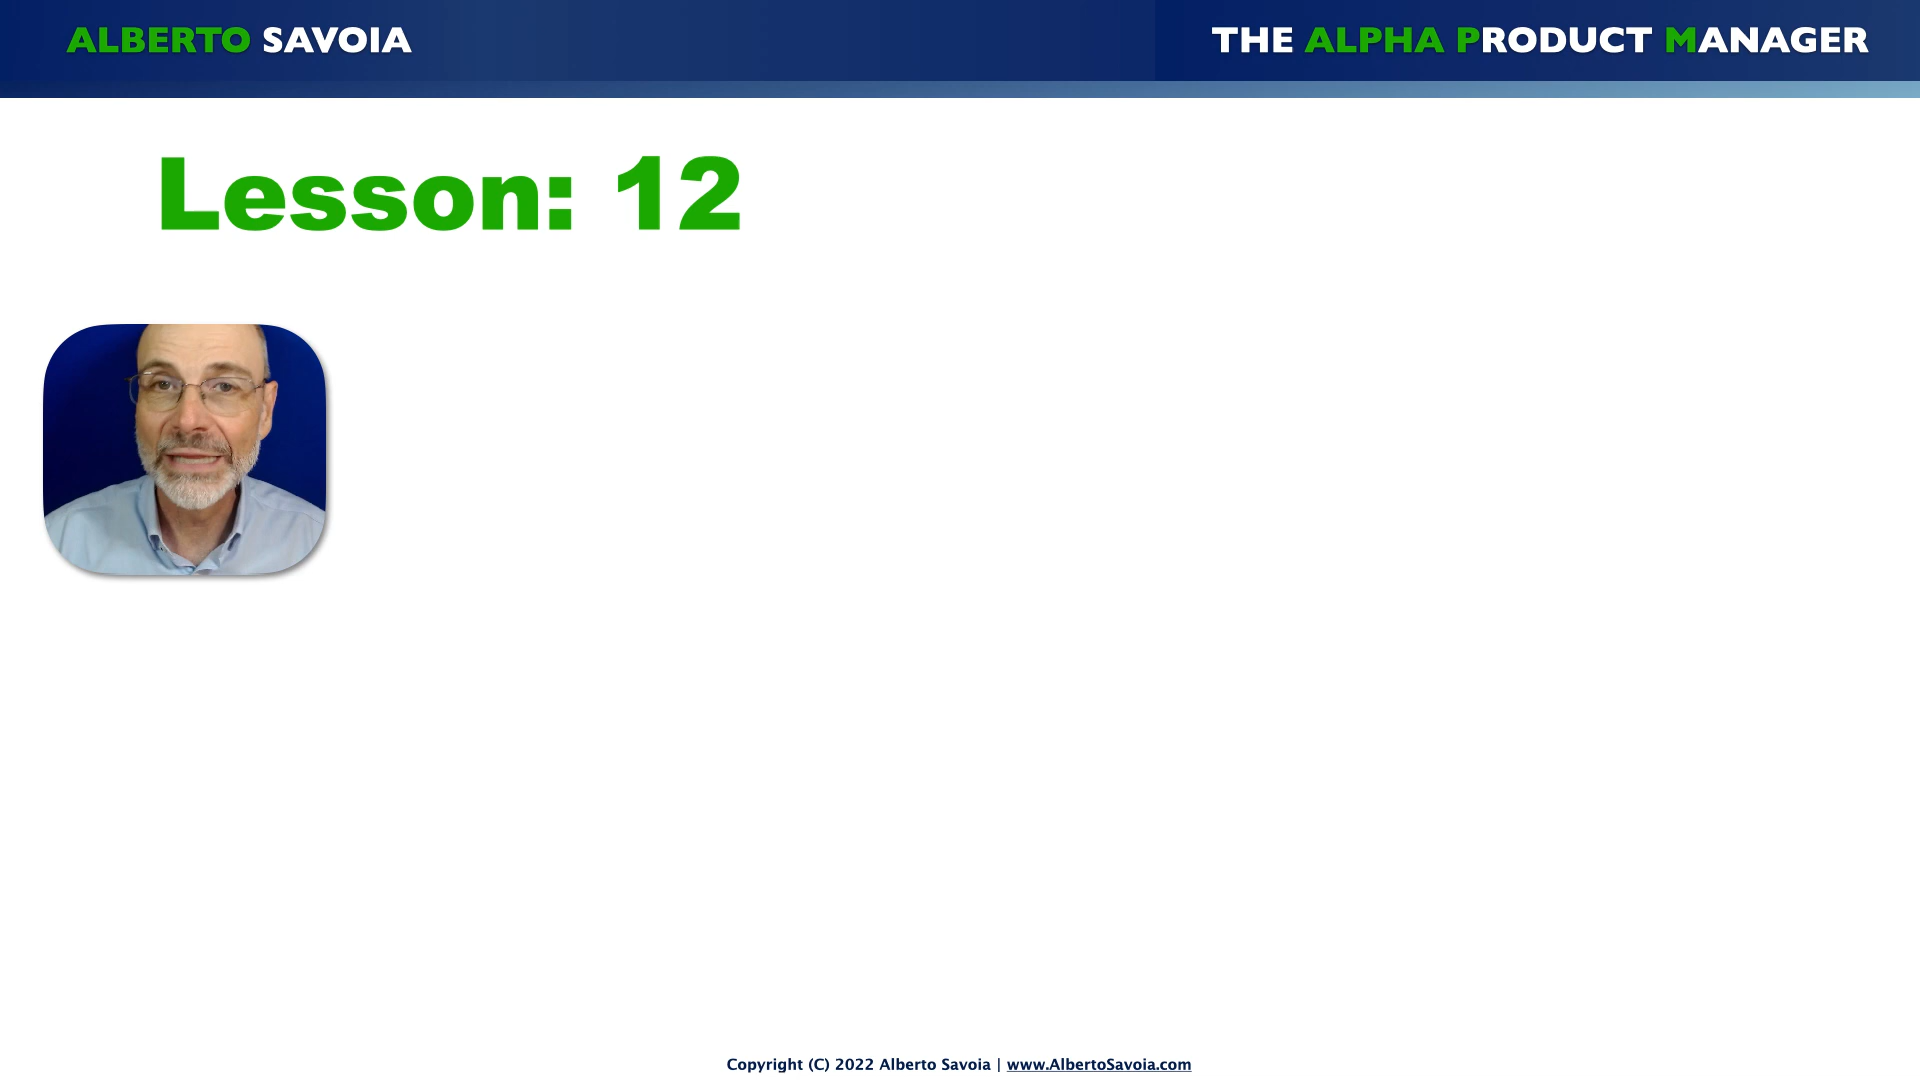 ALBERTO SAVOIA
THE ALPHA PRODUCT MANAGER
Lesson: 12
Copyright (C) 2022 Alberto Savoia | www.AlbertoSavoia.com